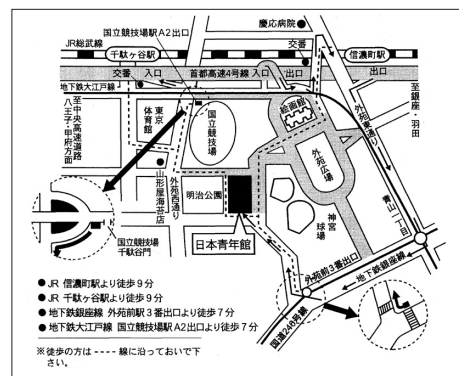 慶応病院
国立競技場駅A2出口
JR総武線
千駄ヶ谷駅
交番
信濃町駅
交番
入口
首都高速4号線
入口
出口
出口
地下鉄大江戸線
至中央高速道路
八王子・甲府方面
東京体育館
国立競技場
絵画館
外苑東通り
至銀座・羽田
外苑広場
山形屋海苔店
外苑西通り
明治公園
日本青年館
神宮球場
青山一丁目
国立競技場
千駄谷門
外苑前3番出口
地下鉄銀座線
国道246号線
●JR 信濃町駅より徒歩9分
●JR 千駄ヶ谷駅より徒歩9分
●地下鉄銀座線 外苑前駅3番出口より徒歩7分
●地下鉄大江戸線 国立競技場駅A2出口より徒歩7分
※徒歩の方は ---- 線に沿っておいで下
さい。